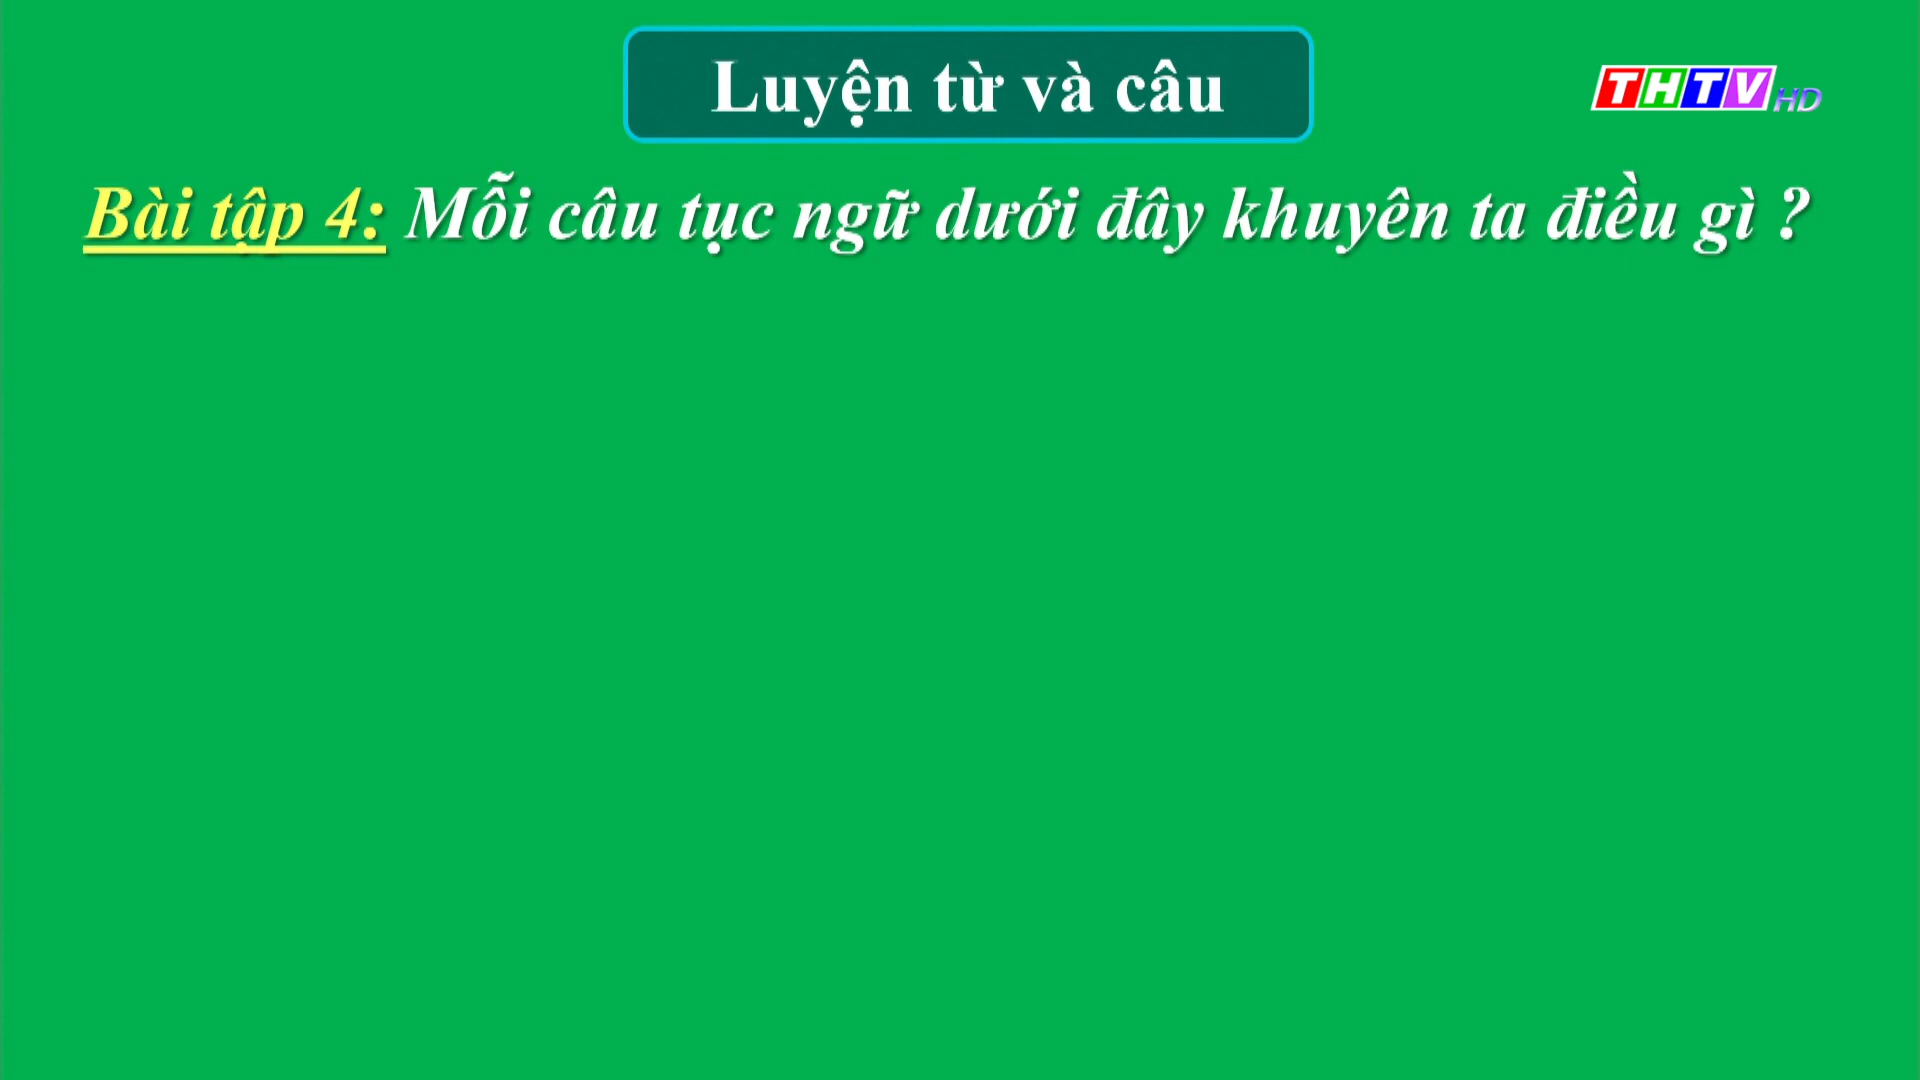 Luyện từ và câu
THTV HD
Bài tập 4: Mỗi câu tục ngữ dưới đây khuyên ta điều gì ?